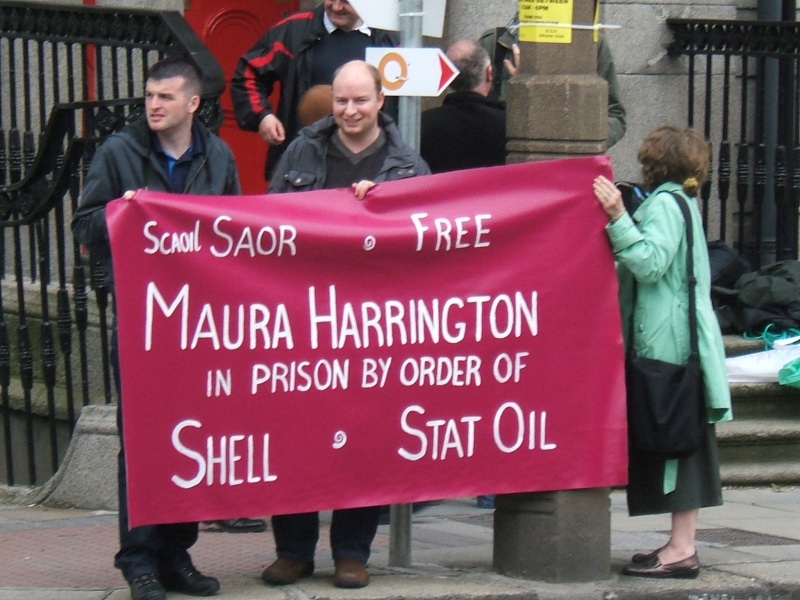 Scaoil SAOR FREE
MAURA HARRINGTON
IN PRISON BY ORDER OF
SHELL STAT OIL